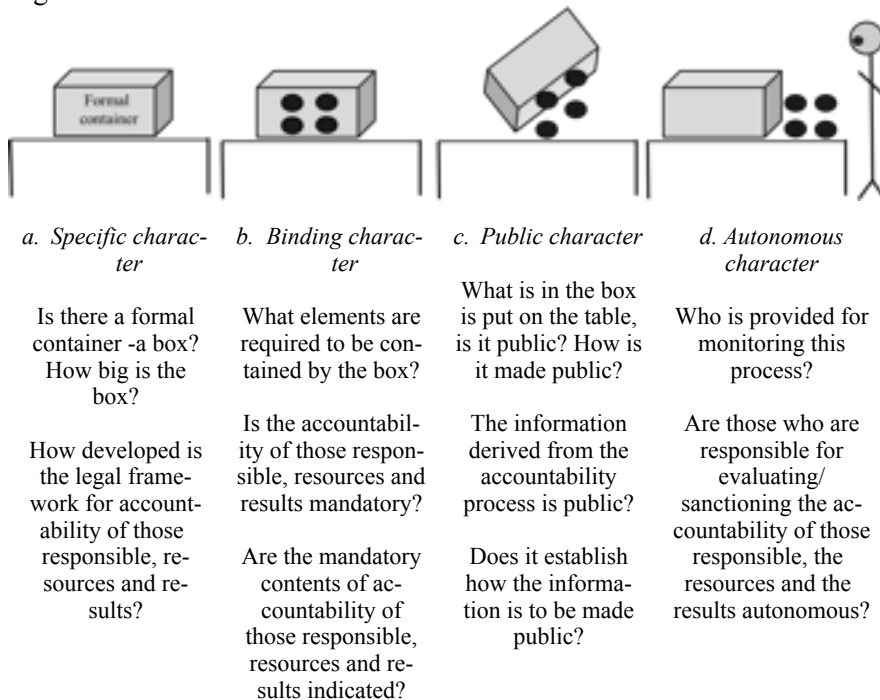 Formal
container
a. Specific charac-
ter
Is there a formal
container -a box?
How big is the
box?
How developed is
the legal frame-
work for account-
ability of those
responsible, re-
sources and re-
sults?
b. Binding charac-
ter
What elements are
required to be con-
tained by the box?
Is the accountabil-
ity of those respon-
sible, resources and
results mandatory?
Are the mandatory
contents of ac-
countability of
those responsible,
resources and re-
sults indicated?
c. Public character
What is in the box
is put on the table,
is it public? How is
it made public?
The information
derived from the
accountability
process is public?
Does it establish
how the informa-
tion is to be made
public?
d. Autonomous
character
Who is provided for
monitoring this
process?
Are those who are
responsible for
evaluating/
sanctioning the ac-
countability of those
responsible, the
resources and the
results autonomous?